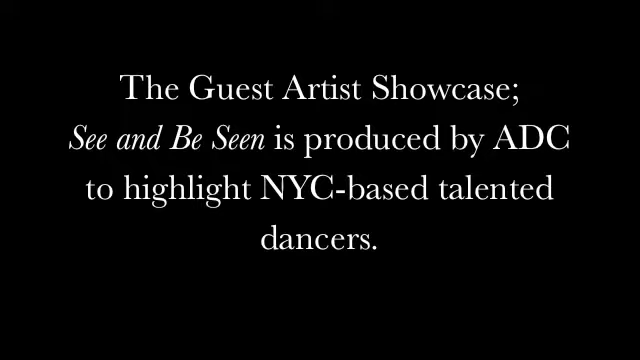 The Guest Artist Showcase;
See and Be Seen is produced by ADC
to highlight NYC-based talented
dancers.